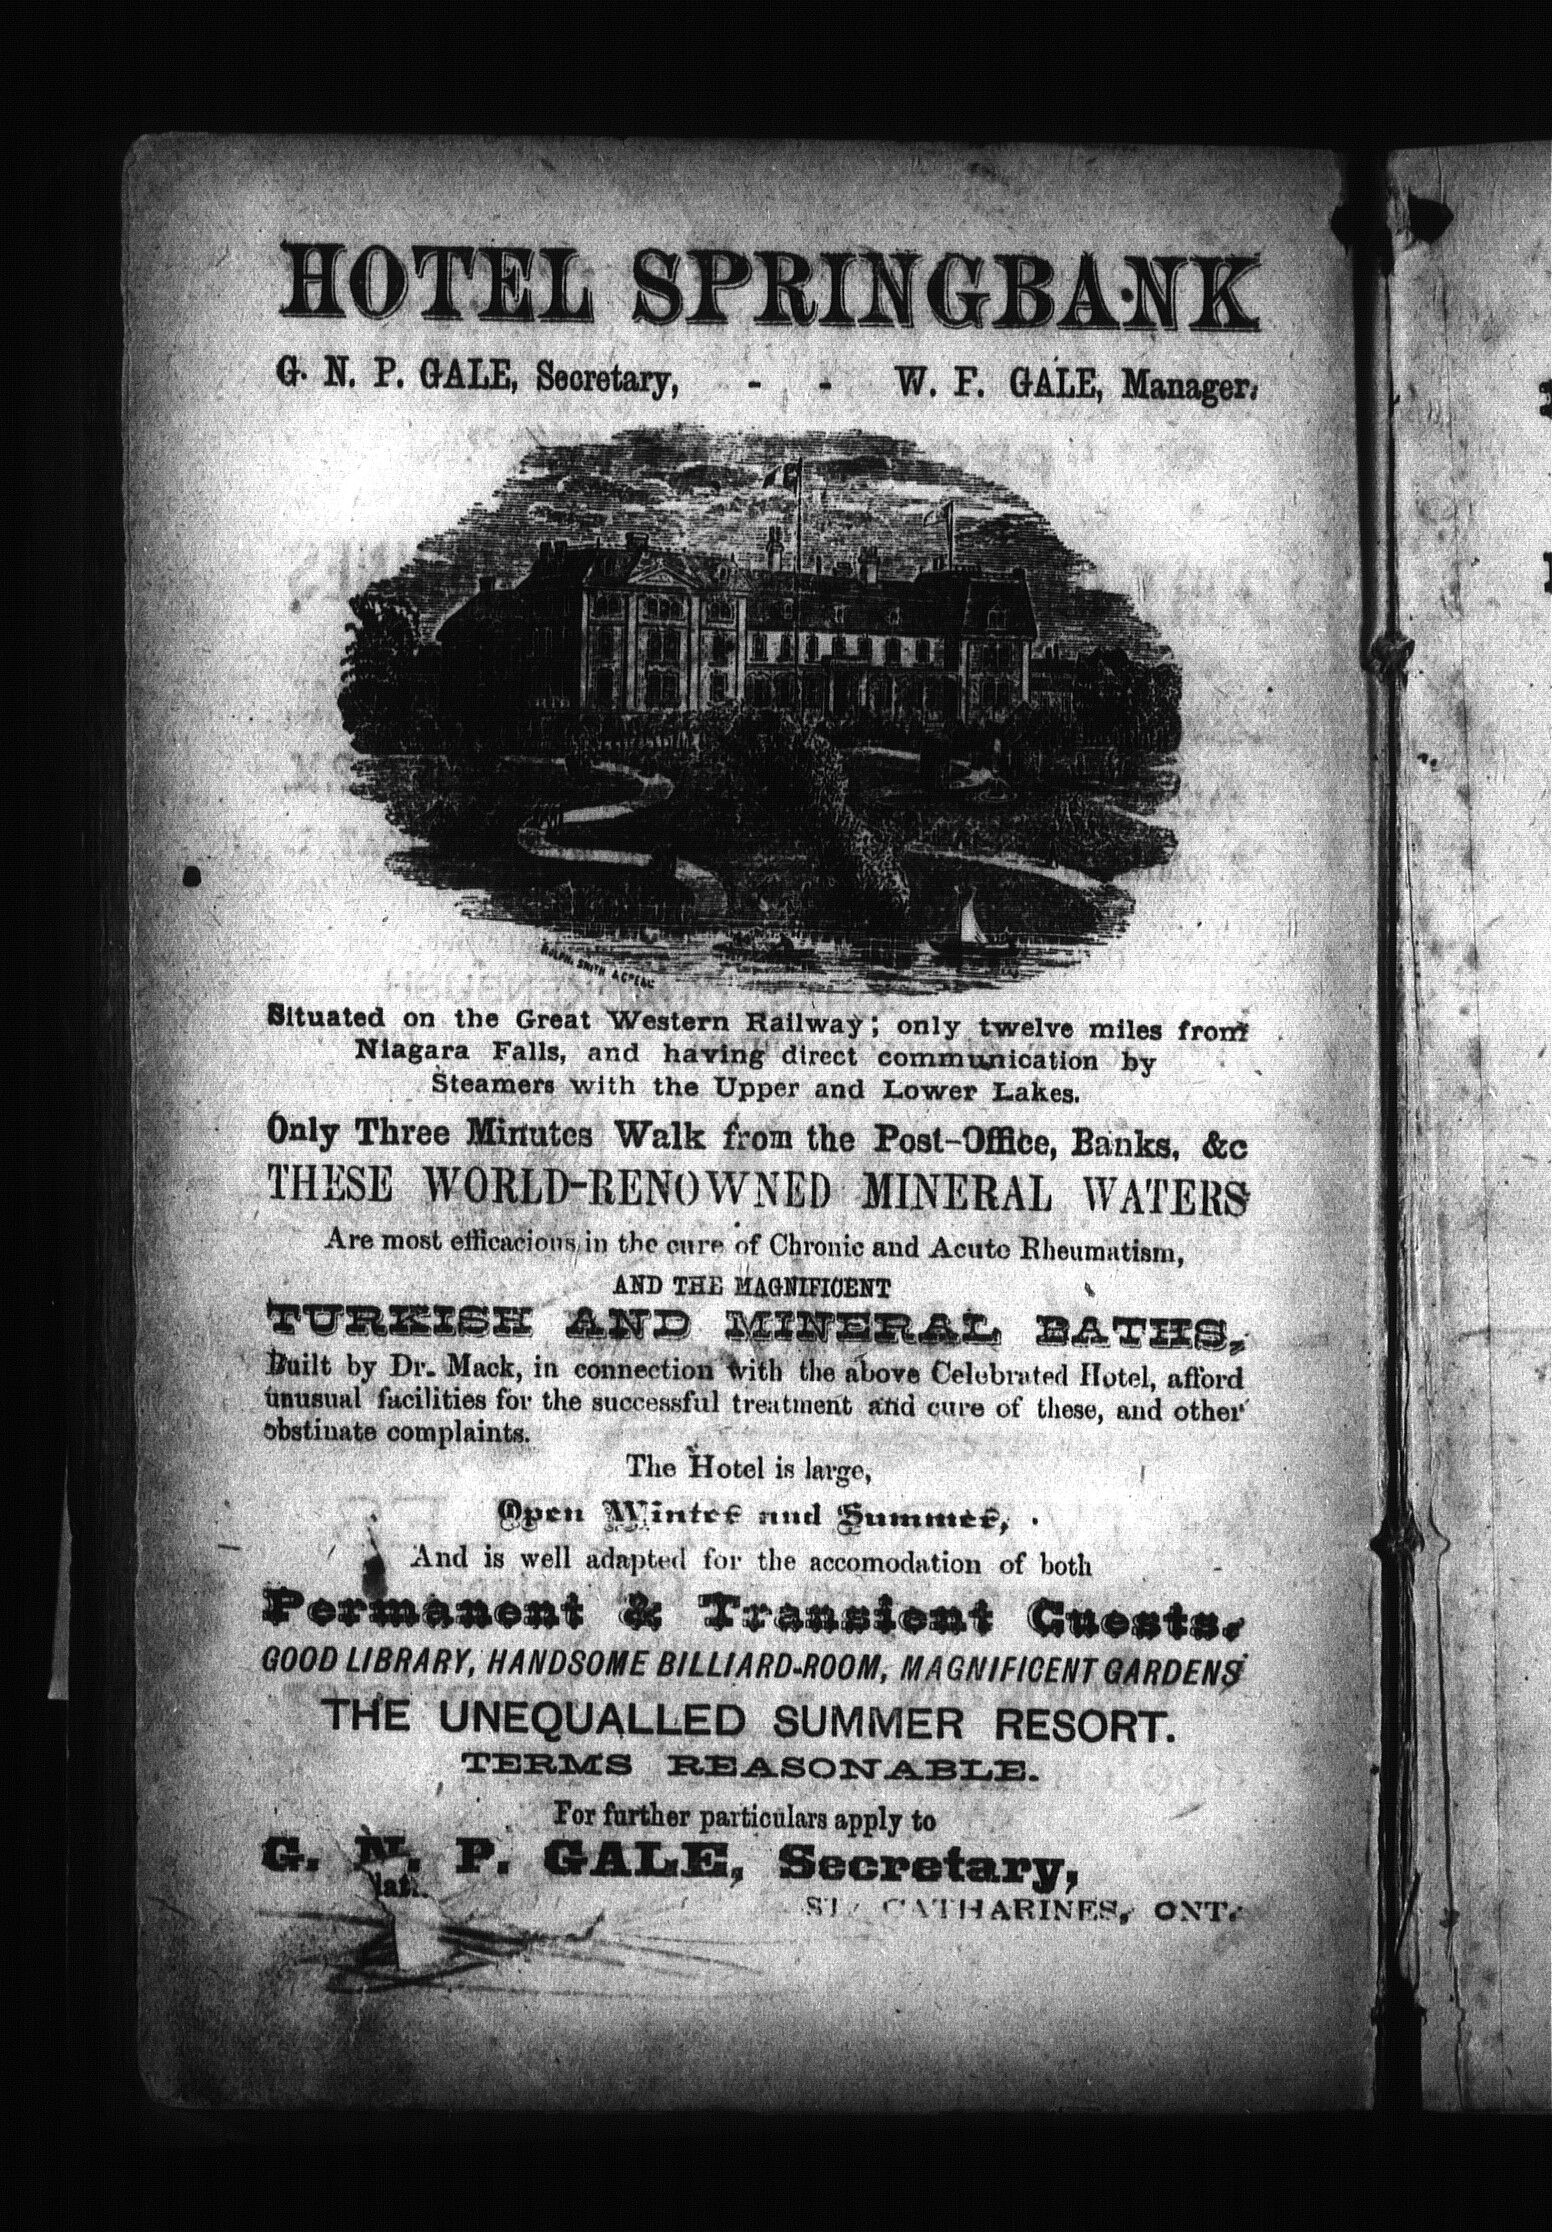 HOTEL SPRINGBANK
G. N. P. GALE, Secretary, - - W. F. GALE, Manager.
RALPH SMITH & Co
Situated on the Great Western Railway; only twelve miles from
Niagara Falls, and having direct communication by
Steamers with the Upper and Lower Lakes.
Only Three Minutes Walk from the Post-Office, Banks, &c
THESE WORLD-RENOWNED MINERAL WATERS
Are most efficacious in the cure of Chronic and Acute Rheumatism,
AND THE MAGNIFICENT
TURKISH AND MINERAL BATHS,
Built by Dr. Mack, in connection with the above Celebrated Hotel, afford
unusual facilities for the successful treatment and cure of these, and other
obstinate complaints.
The Hotel is large,
Open Winter and Summer,
And is well adapted for the accomodation of both
Permanent & Transient Guests.
GOOD LIBRARY, HANDSOME BILLIARD-ROOM, MAGNIFICENT GARDENS
THE UNEQUALLED SUMMER RESORT.
TERMS REASONABLE.
For further particulars apply to
G. N. P. GALE, Secretary,
ST. CATHARINES, ONT.